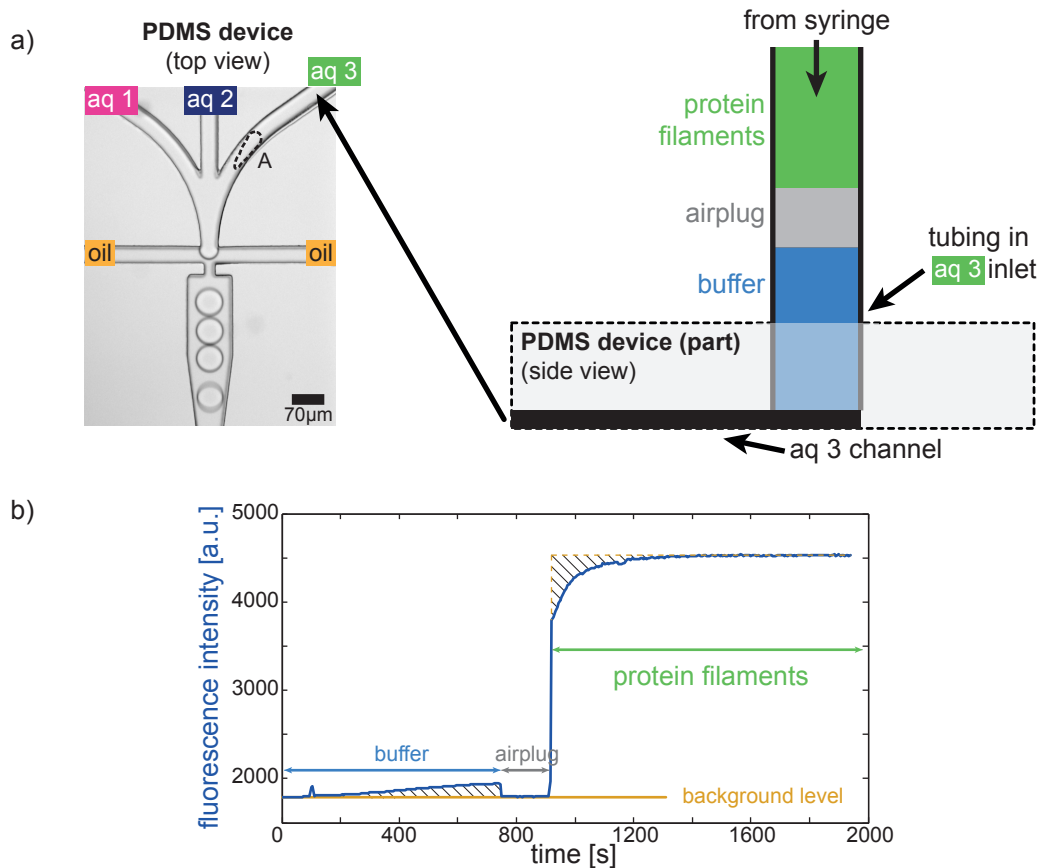 a)
PDMS device
(top view)
aq 1
aq 2
aq 3
A
oil
oil
70µm
from syringe
protein
filaments
airplug
buffer
tubing in
aq 3 inlet
PDMS device (part)
(side view)
aq 3 channel
b)
fluorescence intensity [a.u.]
5000
4000
3000
2000
buffer
airplug
protein filaments
background level
0
400
800
1200
1600
2000
time [s]